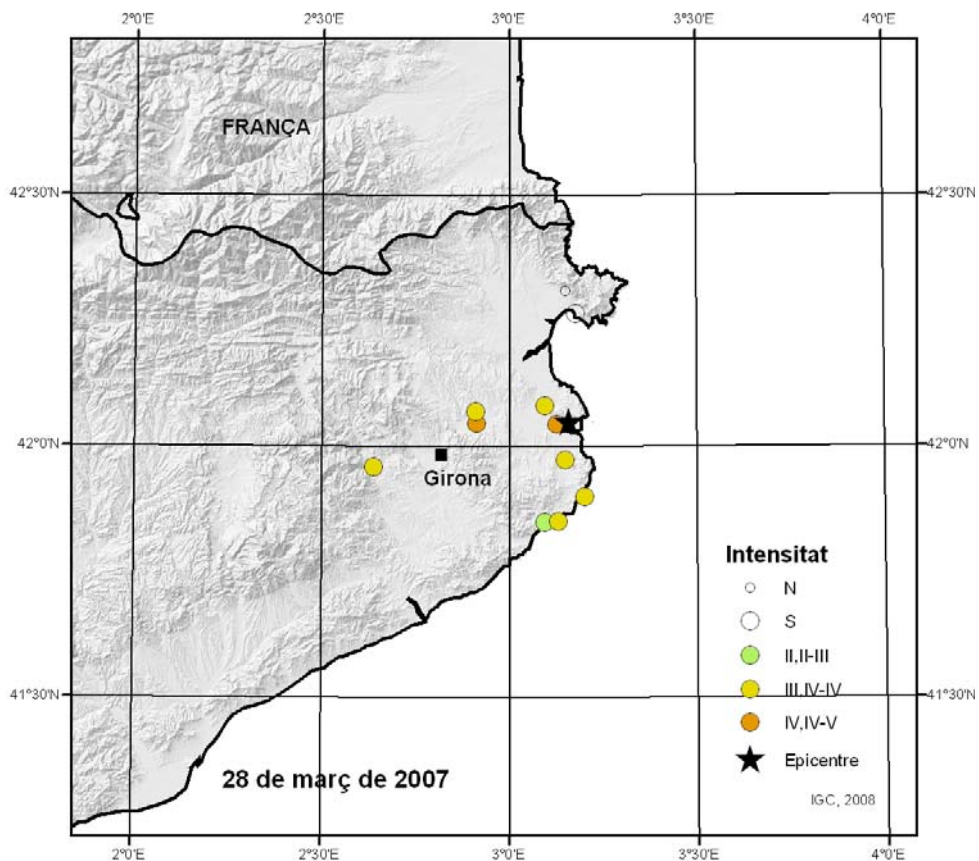 2°0'E 2°30'E 3°0'E 3°30'E 4°0'E
FRANÇA
42°30'N 42°30'N
42°0'N 42°0'N
Girona
Intensitat
N
S
II,II-III
41°30'N 41°30'N
III,IV-IV
IV,IV-V
Epicentre
28 de març de 2007
IGC, 2008
2°0'E 2°30'E 3°0'E 3°30'E 4°0'E